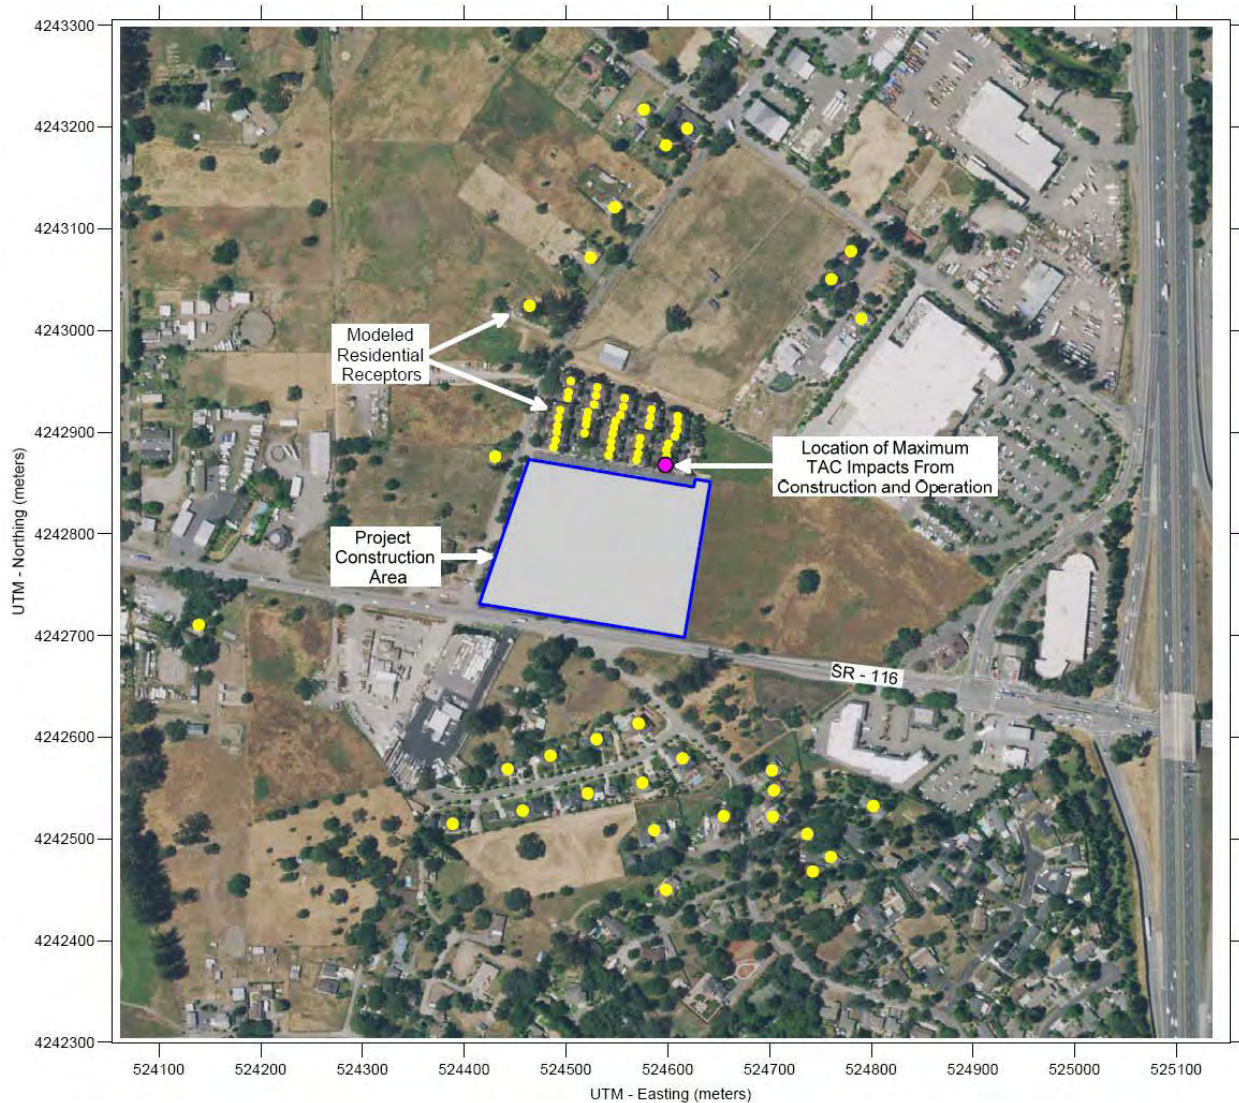 4243300
4243200
4243100
4243000
4242900
4242800
4242700
4242600
4242500
4242400
4242300
UTM - Northing (meters)
Modeled
Residential
Receptors
Location of Maximum
TAC Impacts From
Construction and Operation
Project
Construction
Area
SR - 116
524100
524200
524300
524400
524500
524600
524700
524800
524900
525000
525100
UTM - Easting (meters)